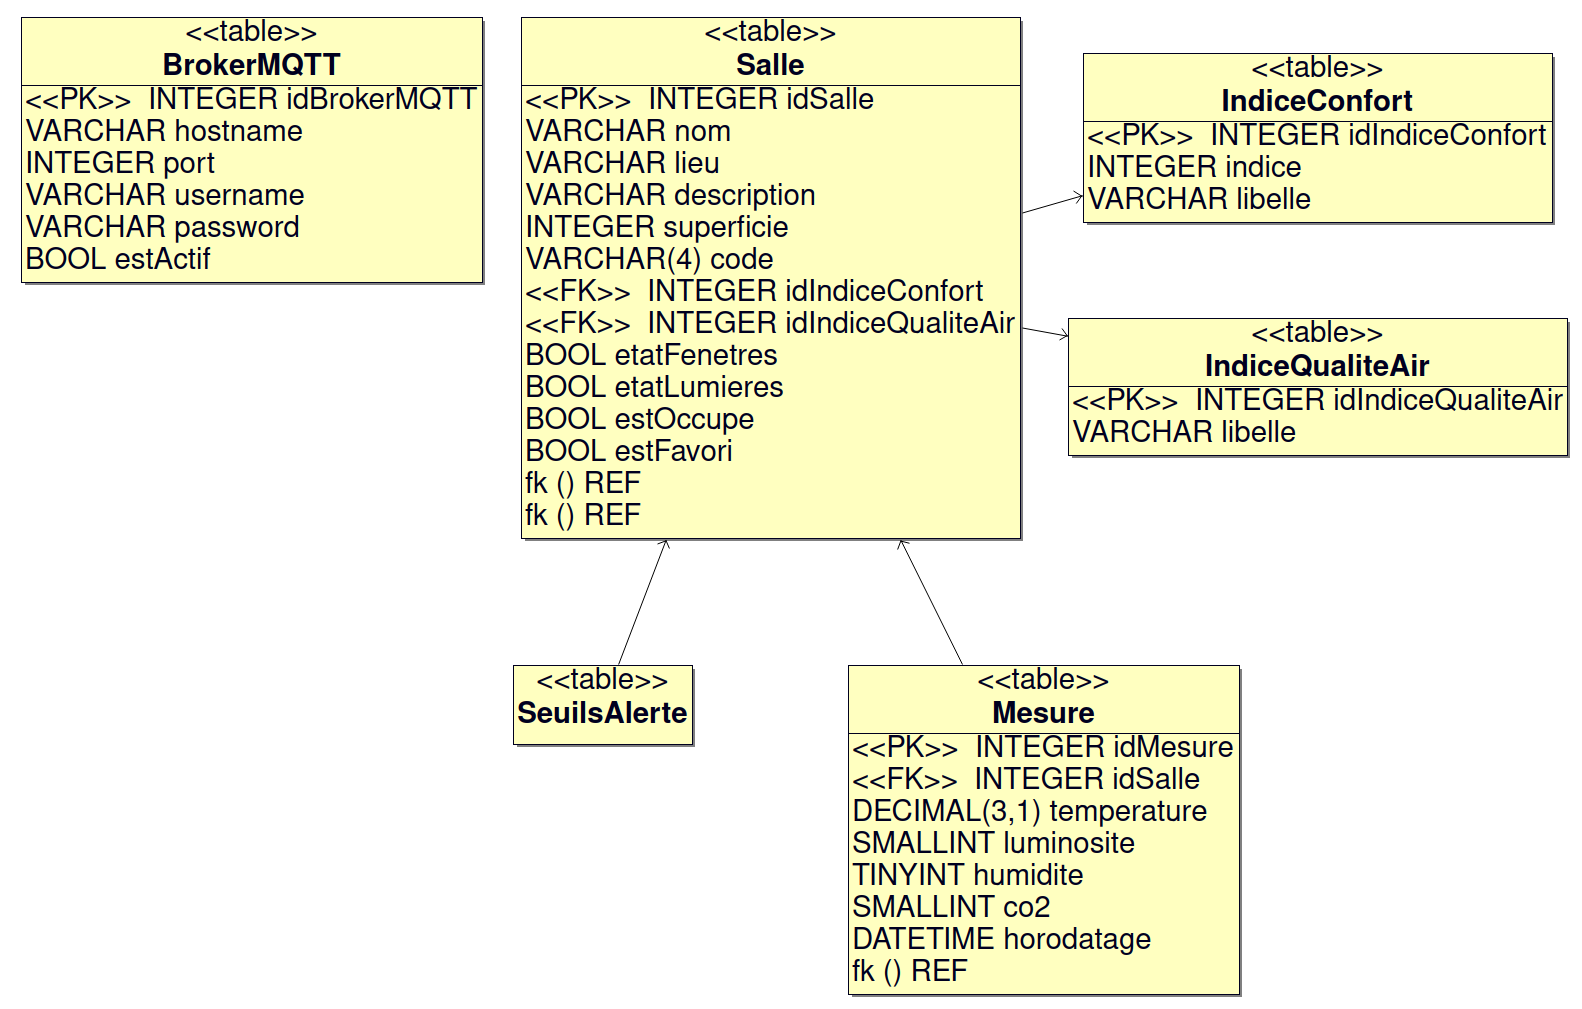 <<table>>
BrokerMQTT
<<PK>> INTEGER idBrokerMQTT
VARCHAR hostname
INTEGER port
VARCHAR username
VARCHAR password
BOOL estActif
<<table>>
Salle
<<PK>> INTEGER idSalle
VARCHAR nom
VARCHAR lieu
VARCHAR description
INTEGER superficie
VARCHAR(4) code
<<FK>> INTEGER idIndiceConfort
<<FK>> INTEGER idIndiceQualiteAir
BOOL etatFenetres
BOOL etatLumieres
BOOL estOccupe
BOOL estFavori
fk () REF
fk () REF
<<table>>
IndiceConfort
<<PK>> INTEGER idIndiceConfort
INTEGER indice
VARCHAR libelle
<<table>>
IndiceQualiteAir
<<PK>> INTEGER idIndiceQualiteAir
VARCHAR libelle
<<table>>
SeuilsAlerte
<<table>>
Mesure
<<PK>> INTEGER idMesure
<<FK>> INTEGER idSalle
DECIMAL(3,1) temperature
SMALLINT luminosite
TINYINT humidite
SMALLINT co2
DATETIME horodatage
fk () REF